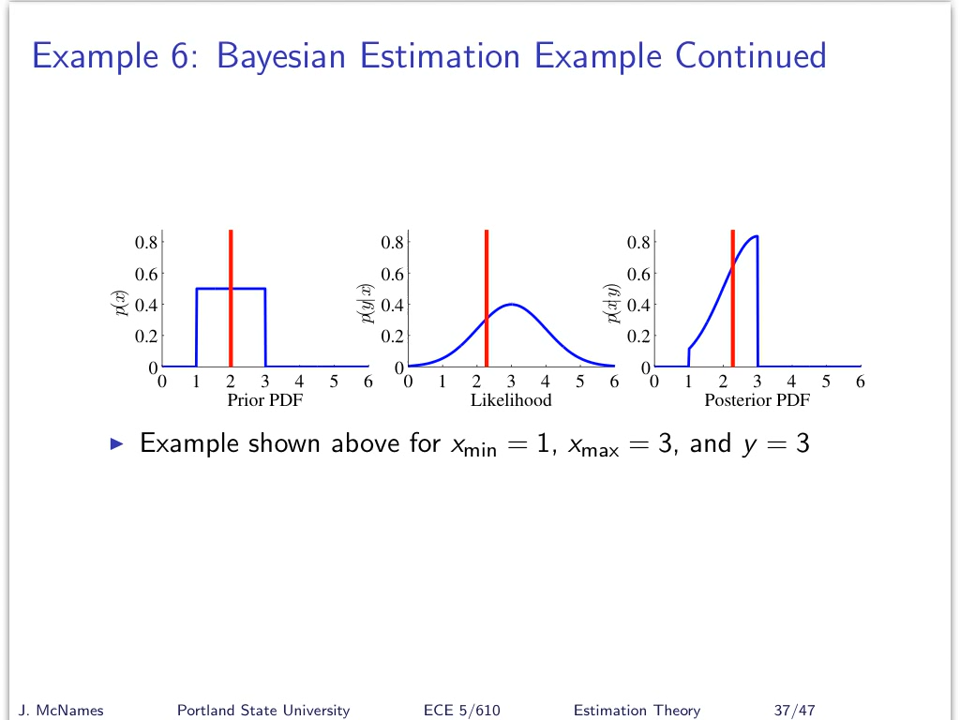 Example 6: Bayesian Estimation Example Continued
0.8 0.6 0.4 0.2 0
p(x)
0 1 2 3 4 5 6
Prior PDF
0.8 0.6 0.4 0.2 0
p(y|x)
0 1 2 3 4 5 6
Likelihood
0.8 0.6 0.4 0.2 0
p(x|y)
0 1 2 3 4 5 6
Posterior PDF
Example shown above for xmin = 1, xmax = 3, and y = 3
J. McNames Portland State University ECE 5/610 Estimation Theory 37/47